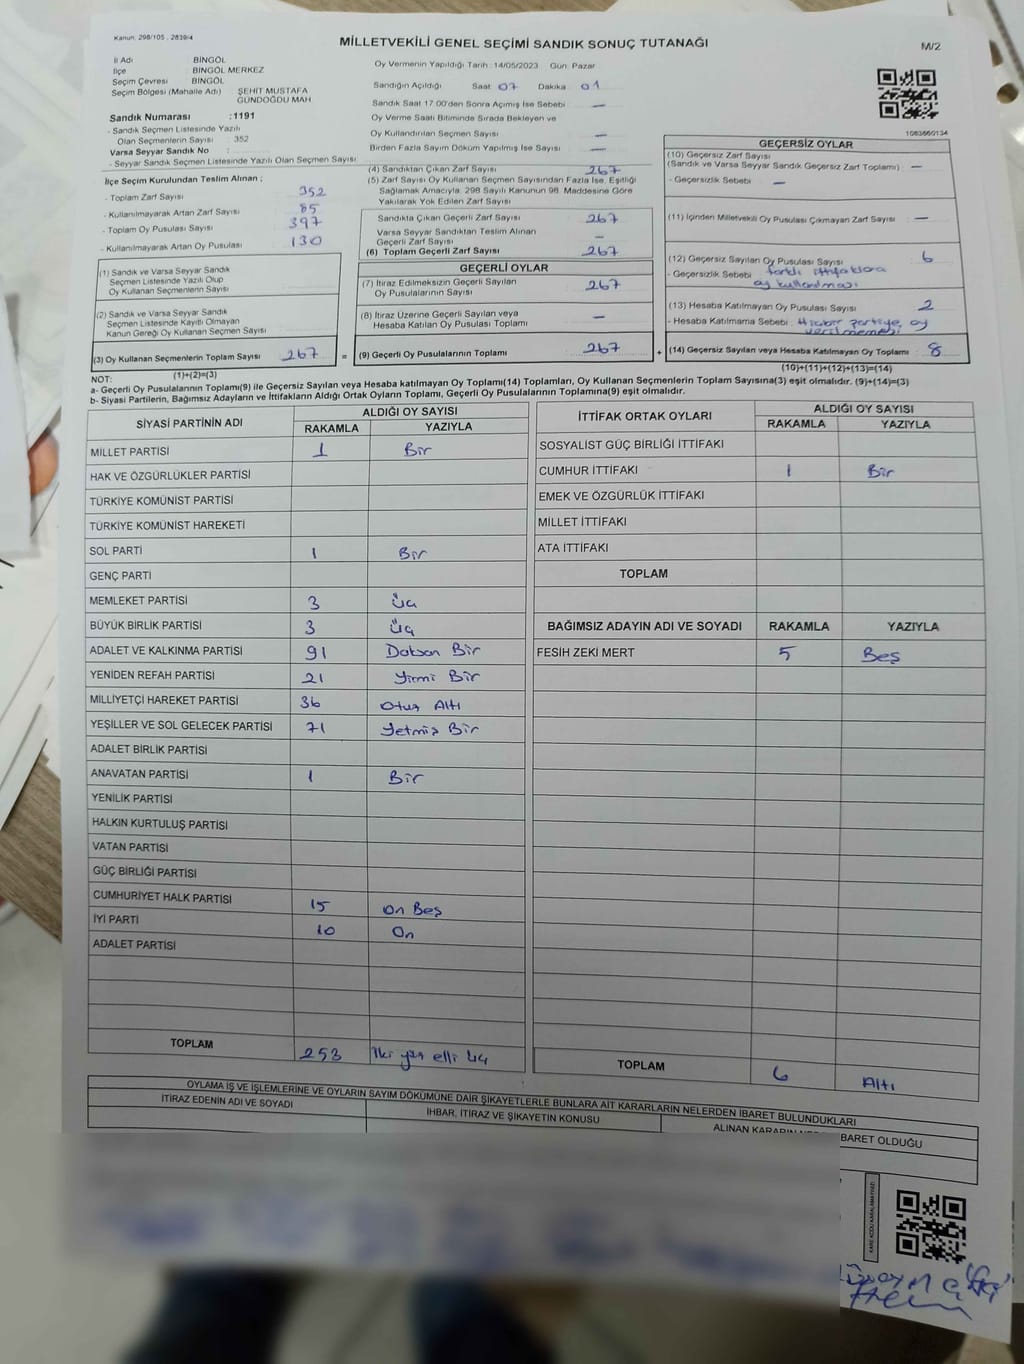 Kanun: 298/105 , 2839/4
MİLLETVEKİLİ GENEL SEÇİMİ SANDIK SONUÇ TUTANAĞI
M/2
İl Adı BİNGÖL
İlçe BİNGÖL MERKEZ
Seçim Çevresi BİNGÖL
Seçim Bölgesi (Mahalle Adı) ŞEHİT MUSTAFA GÜNDOĞDU MAH
Sandık Numarası :1191
- Sandık Seçmen Listesinde Yazılı
Olan Seçmenlerin Sayısı : 352
Varsa Seyyar Sandık No :
- Seyyar Sandık Seçmen Listesinde Yazılı Olan Seçmen Sayısı
Oy Vermenin Yapıldığı Tarih :14/05/2023 Gün: Pazar
Sandığın Açıldığı Saat 07 Dakika 01
Sandık Saat 17.00'den Sonra Açımış İse Sebebi —
Oy Verme Saati Bitiminde Sırada Bekleyen ve
Oy Kullandırılan Seçmen Sayısı —
Birden Fazla Sayım Döküm Yapılmış İse Sayısı —
1083660134
İlçe Seçim Kurulundan Teslim Alınan ;
- Toplam Zarf Sayısı 352
- Kullanılmayarak Artan Zarf Sayısı 85
- Toplam Oy Pusulası Sayısı 397
- Kullanılmayarak Artan Oy Pusulası 130
(1) Sandık ve Varsa Seyyar Sandık
Seçmen Listesinde Yazılı Olup
Oy Kullanan Seçmenlerin Sayısı
(2) Sandık ve Varsa Seyyar Sandık
Seçmen Listesinde Kayıtlı Olmayan
Kanun Gereği Oy Kullanan Seçmen Sayısı
(3) Oy Kullanan Seçmenlerin Toplam Sayısı 267 =
(1)+(2)=(3)
(4) Sandıktan Çıkan Zarf Sayısı 267
(5) Zarf Sayısı Oy Kullanan Seçmen Sayısından Fazla İse, Eşitliği
Sağlamak Amacıyla: 298 Sayılı Kanunun 98. Maddesine Göre
Yakılarak Yok Edilen Zarf Sayısı
Sandıkta Çıkan Geçerli Zarf Sayısı 267
Varsa Seyyar Sandıktan Teslim Alınan
Geçerli Zarf Sayısı —
(6) Toplam Geçerli Zarf Sayısı 267
GEÇERLİ OYLAR
(7) İtiraz Edilmeksizin Geçerli Sayılan
Oy Pusulalarının Sayısı 267
(8) İtiraz Üzerine Geçerli Sayılan veya
Hesaba Katılan Oy Pusulası Toplamı —
(9) Geçerli Oy Pusulalarının Toplamı 267 +
GEÇERSİZ OYLAR
(10) Geçersiz Zarf Sayısı
(Sandık ve Varsa Seyyar Sandık Geçersiz Zarf Toplamı) —
- Geçersizlik Sebebi —
(11) İçinden Milletvekili Oy Pusulası Çıkmayan Zarf Sayısı —
(12) Geçersiz Sayılan Oy Pusulası Sayısı 6
- Geçersizlik Sebebi farklı ittifaklara
oy kullanılması
(13) Hesaba Katılmayan Oy Pusulası Sayısı 2
- Hesaba Katılmama Sebebi : Hiçbir partiye oy
verilmemesi
(14) Geçersiz Sayılan veya Hesaba Katılmayan Oy Toplamı 8
(10)+(11)+(12)+(13)=(14)
NOT:
a- Geçerli Oy Pusulalarının Toplamı(9) ile Geçersiz Sayılan veya Hesaba katılmayan Oy Toplamı(14) Toplamları, Oy Kullanan Seçmenlerin Toplam Sayısına(3) eşit olmalıdır. (9)+(14)=(3)
b- Siyasi Partilerin, Bağımsız Adayların ve İttifakların Aldığı Ortak Oyların Toplamı, Geçerli Oy Pusulalarının Toplamına(9) eşit olmalıdır.
SİYASİ PARTİNİN ADI ALDIĞI OY SAYISI
RAKAMLA YAZIYLA
MİLLET PARTİSİ 1 Bir
HAK VE ÖZGÜRLÜKLER PARTİSİ
TÜRKİYE KOMÜNİST PARTİSİ
TÜRKİYE KOMÜNİST HAREKETİ
SOL PARTİ 1 Bir
GENÇ PARTİ
MEMLEKET PARTİSİ 3 Üç
BÜYÜK BİRLİK PARTİSİ 3 Üç
ADALET VE KALKINMA PARTİSİ 91 Doksan Bir
YENİDEN REFAH PARTİSİ 21 Yirmi Bir
MİLLİYETÇİ HAREKET PARTİSİ 36 Otuz Altı
YEŞİLLER VE SOL GELECEK PARTİSİ 71 Yetmiş Bir
ADALET BİRLİK PARTİSİ
ANAVATAN PARTİSİ 1 Bir
YENİLİK PARTİSİ
HALKIN KURTULUŞ PARTİSİ
VATAN PARTİSİ
GÜÇ BİRLİĞİ PARTİSİ
CUMHURİYET HALK PARTİSİ 15 On Beş
İYİ PARTİ 10 On
ADALET PARTİSİ
TOPLAM 253 İki yüz elli
İTTİFAK ORTAK OYLARI ALDIĞI OY SAYISI
RAKAMLA YAZIYLA
SOSYALİST GÜÇ BİRLİĞİ İTTİFAKI
CUMHUR İTTİFAKI 1 Bir
EMEK VE ÖZGÜRLÜK İTTİFAKI
MİLLET İTTİFAKI
ATA İTTİFAKI
TOPLAM
BAĞIMSIZ ADAYIN ADI VE SOYADI RAKAMLA YAZIYLA
FESİH ZEKİ MERT 5 Beş
TOPLAM 6 Altı
OYLAMA İŞ VE İŞLEMLERİNE VE OYLARIN SAYIM DÖKÜMÜNE DAİR ŞİKAYETLERLE BUNLARA AİT KARARLARIN NELERDEN İBARET BULUNDUKLARI
İTİRAZ EDENİN ADI VE SOYADI İHBAR, İTİRAZ VE ŞİKAYETİN KONUSU ALINAN KARARIN İBARET OLDUĞU
KARE KODU KARALAMAYINIZ!